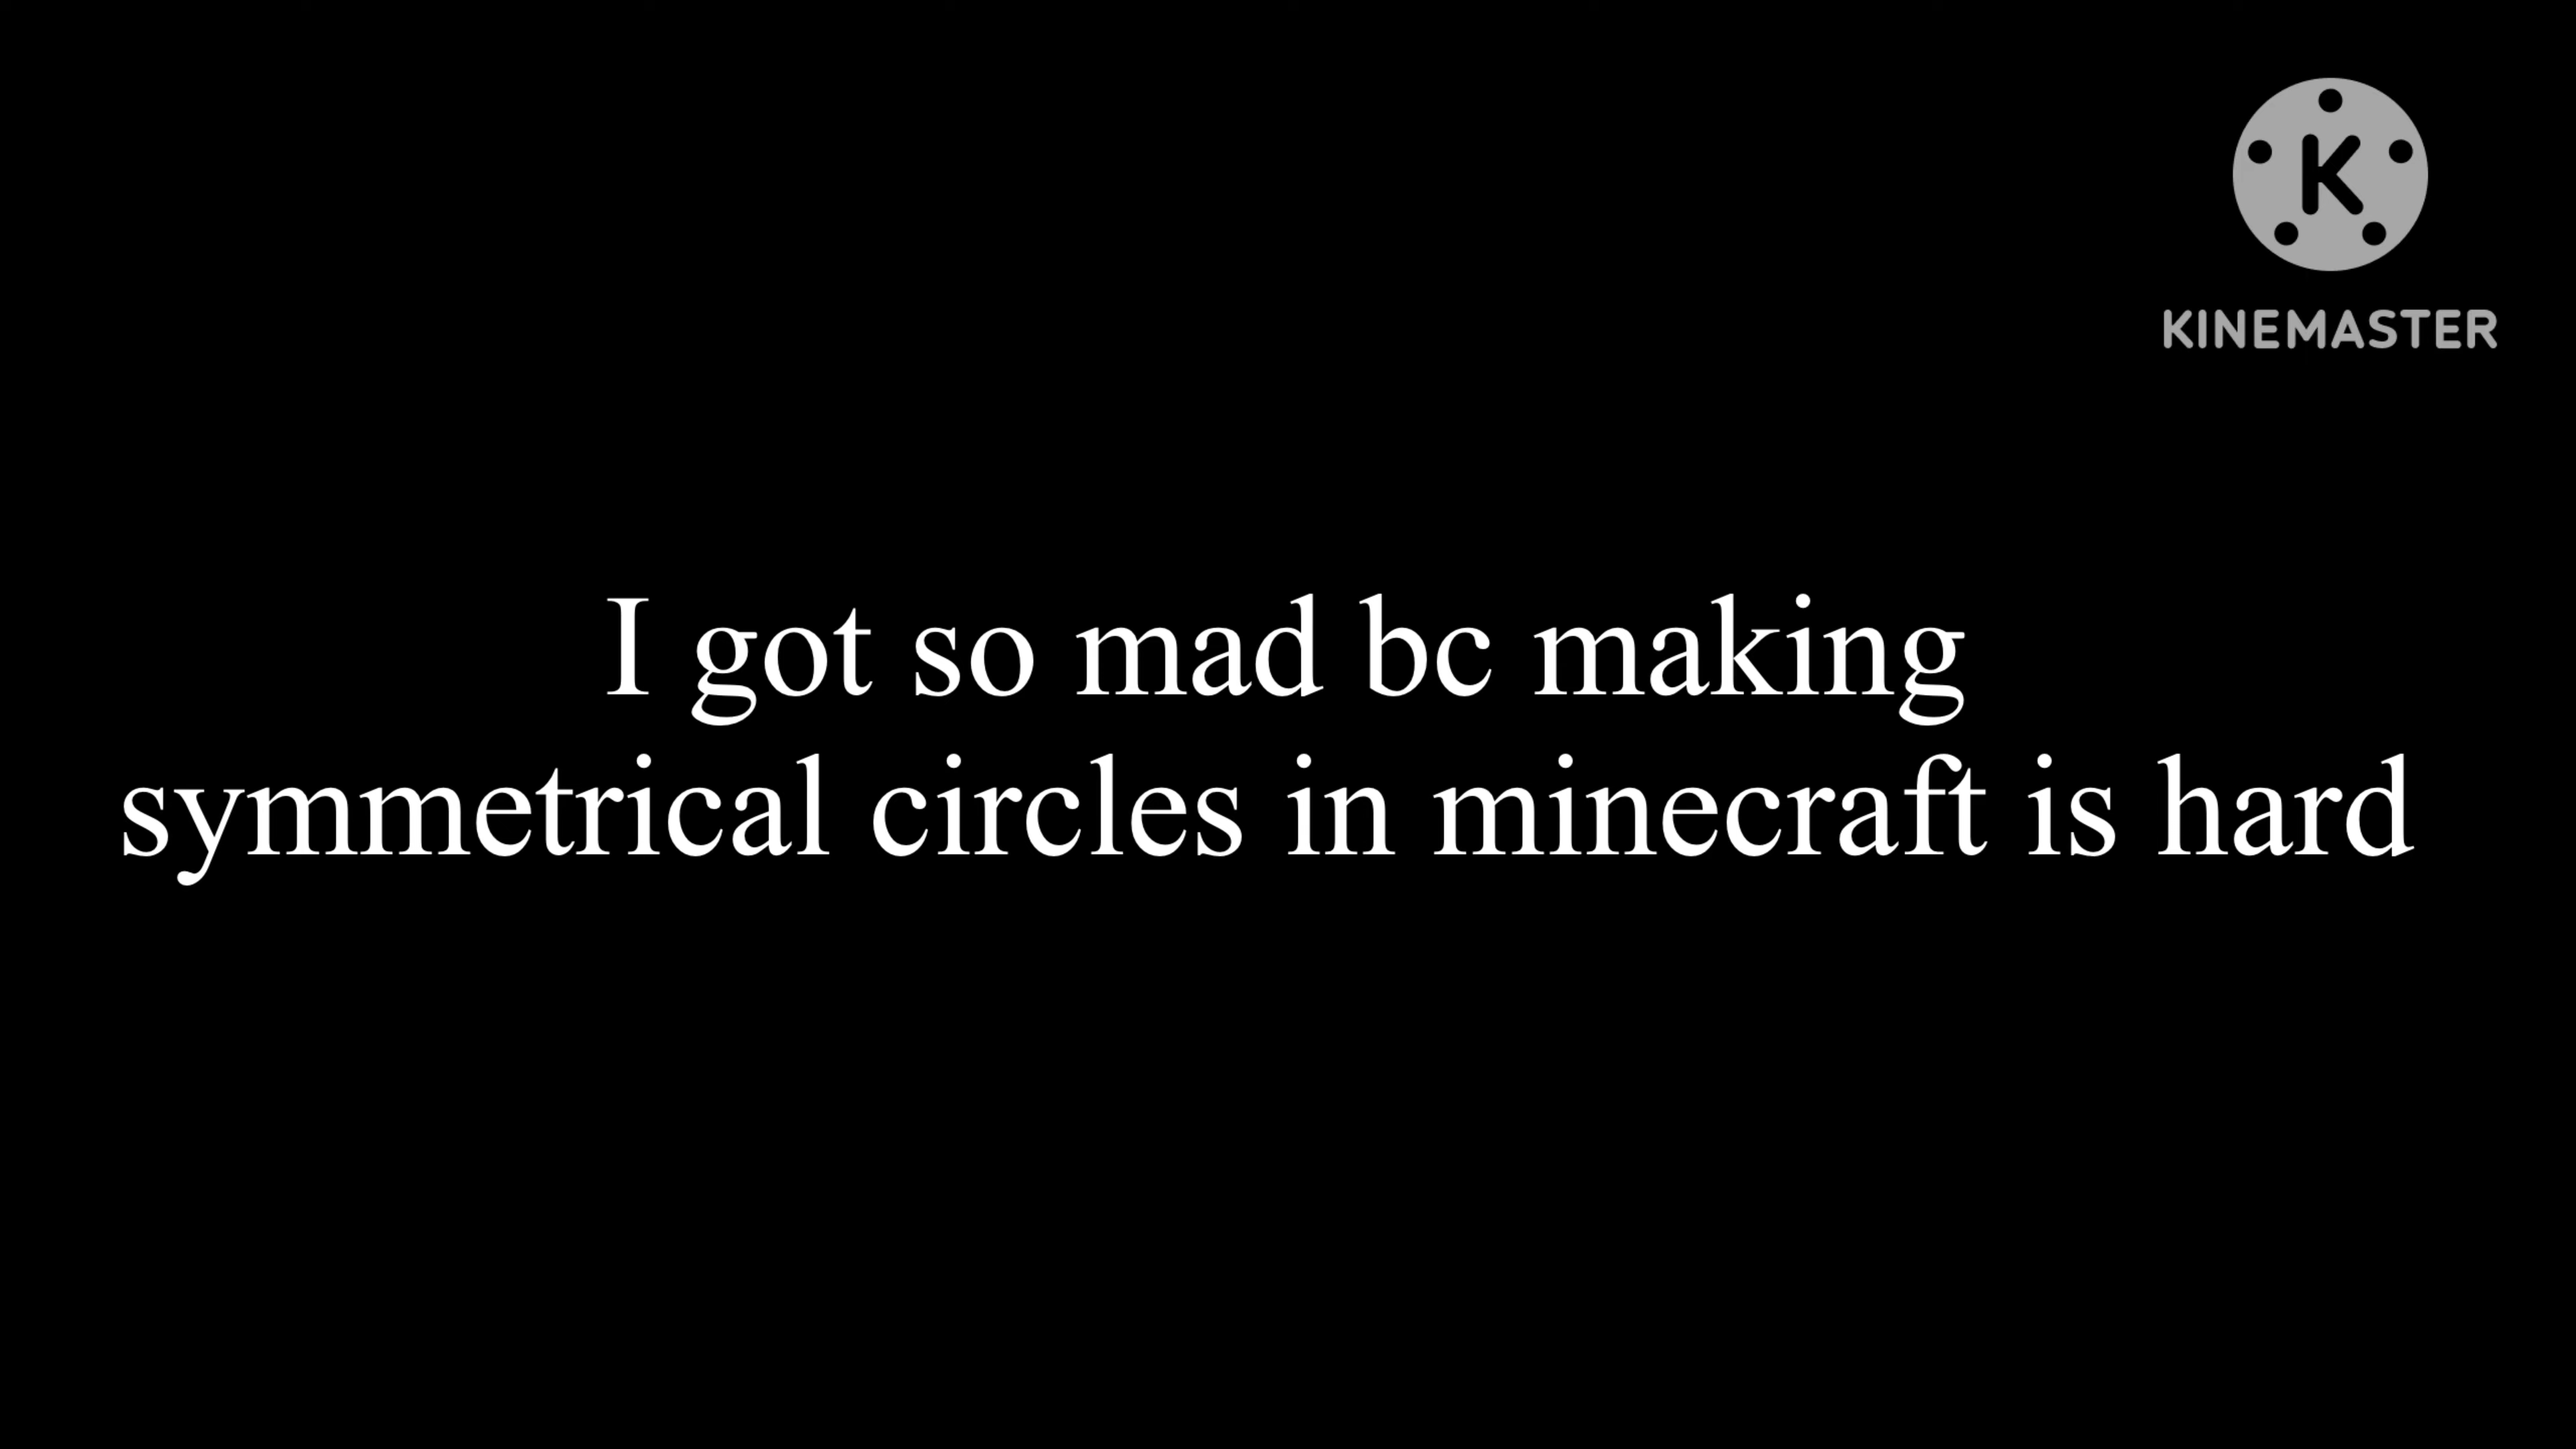 K
KINEMASTER
I got so mad bc making
symmetrical circles in minecraft is hard